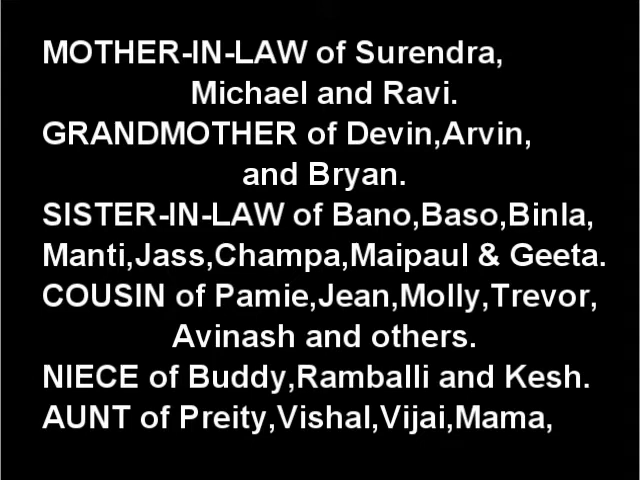 MOTHER-IN-LAW of Surendra,
Michael and Ravi.
GRANDMOTHER of Devin,Arvin,
and Bryan.
SISTER-IN-LAW of Bano,Baso,Binla,
Manti,Jass,Champa,Maipaul & Geeta.
COUSIN of Pamie,Jean,Molly,Trevor,
Avinash and others.
NIECE of Buddy,Ramballi and Kesh.
AUNT of Preity,Vishal,Vijai,Mama,